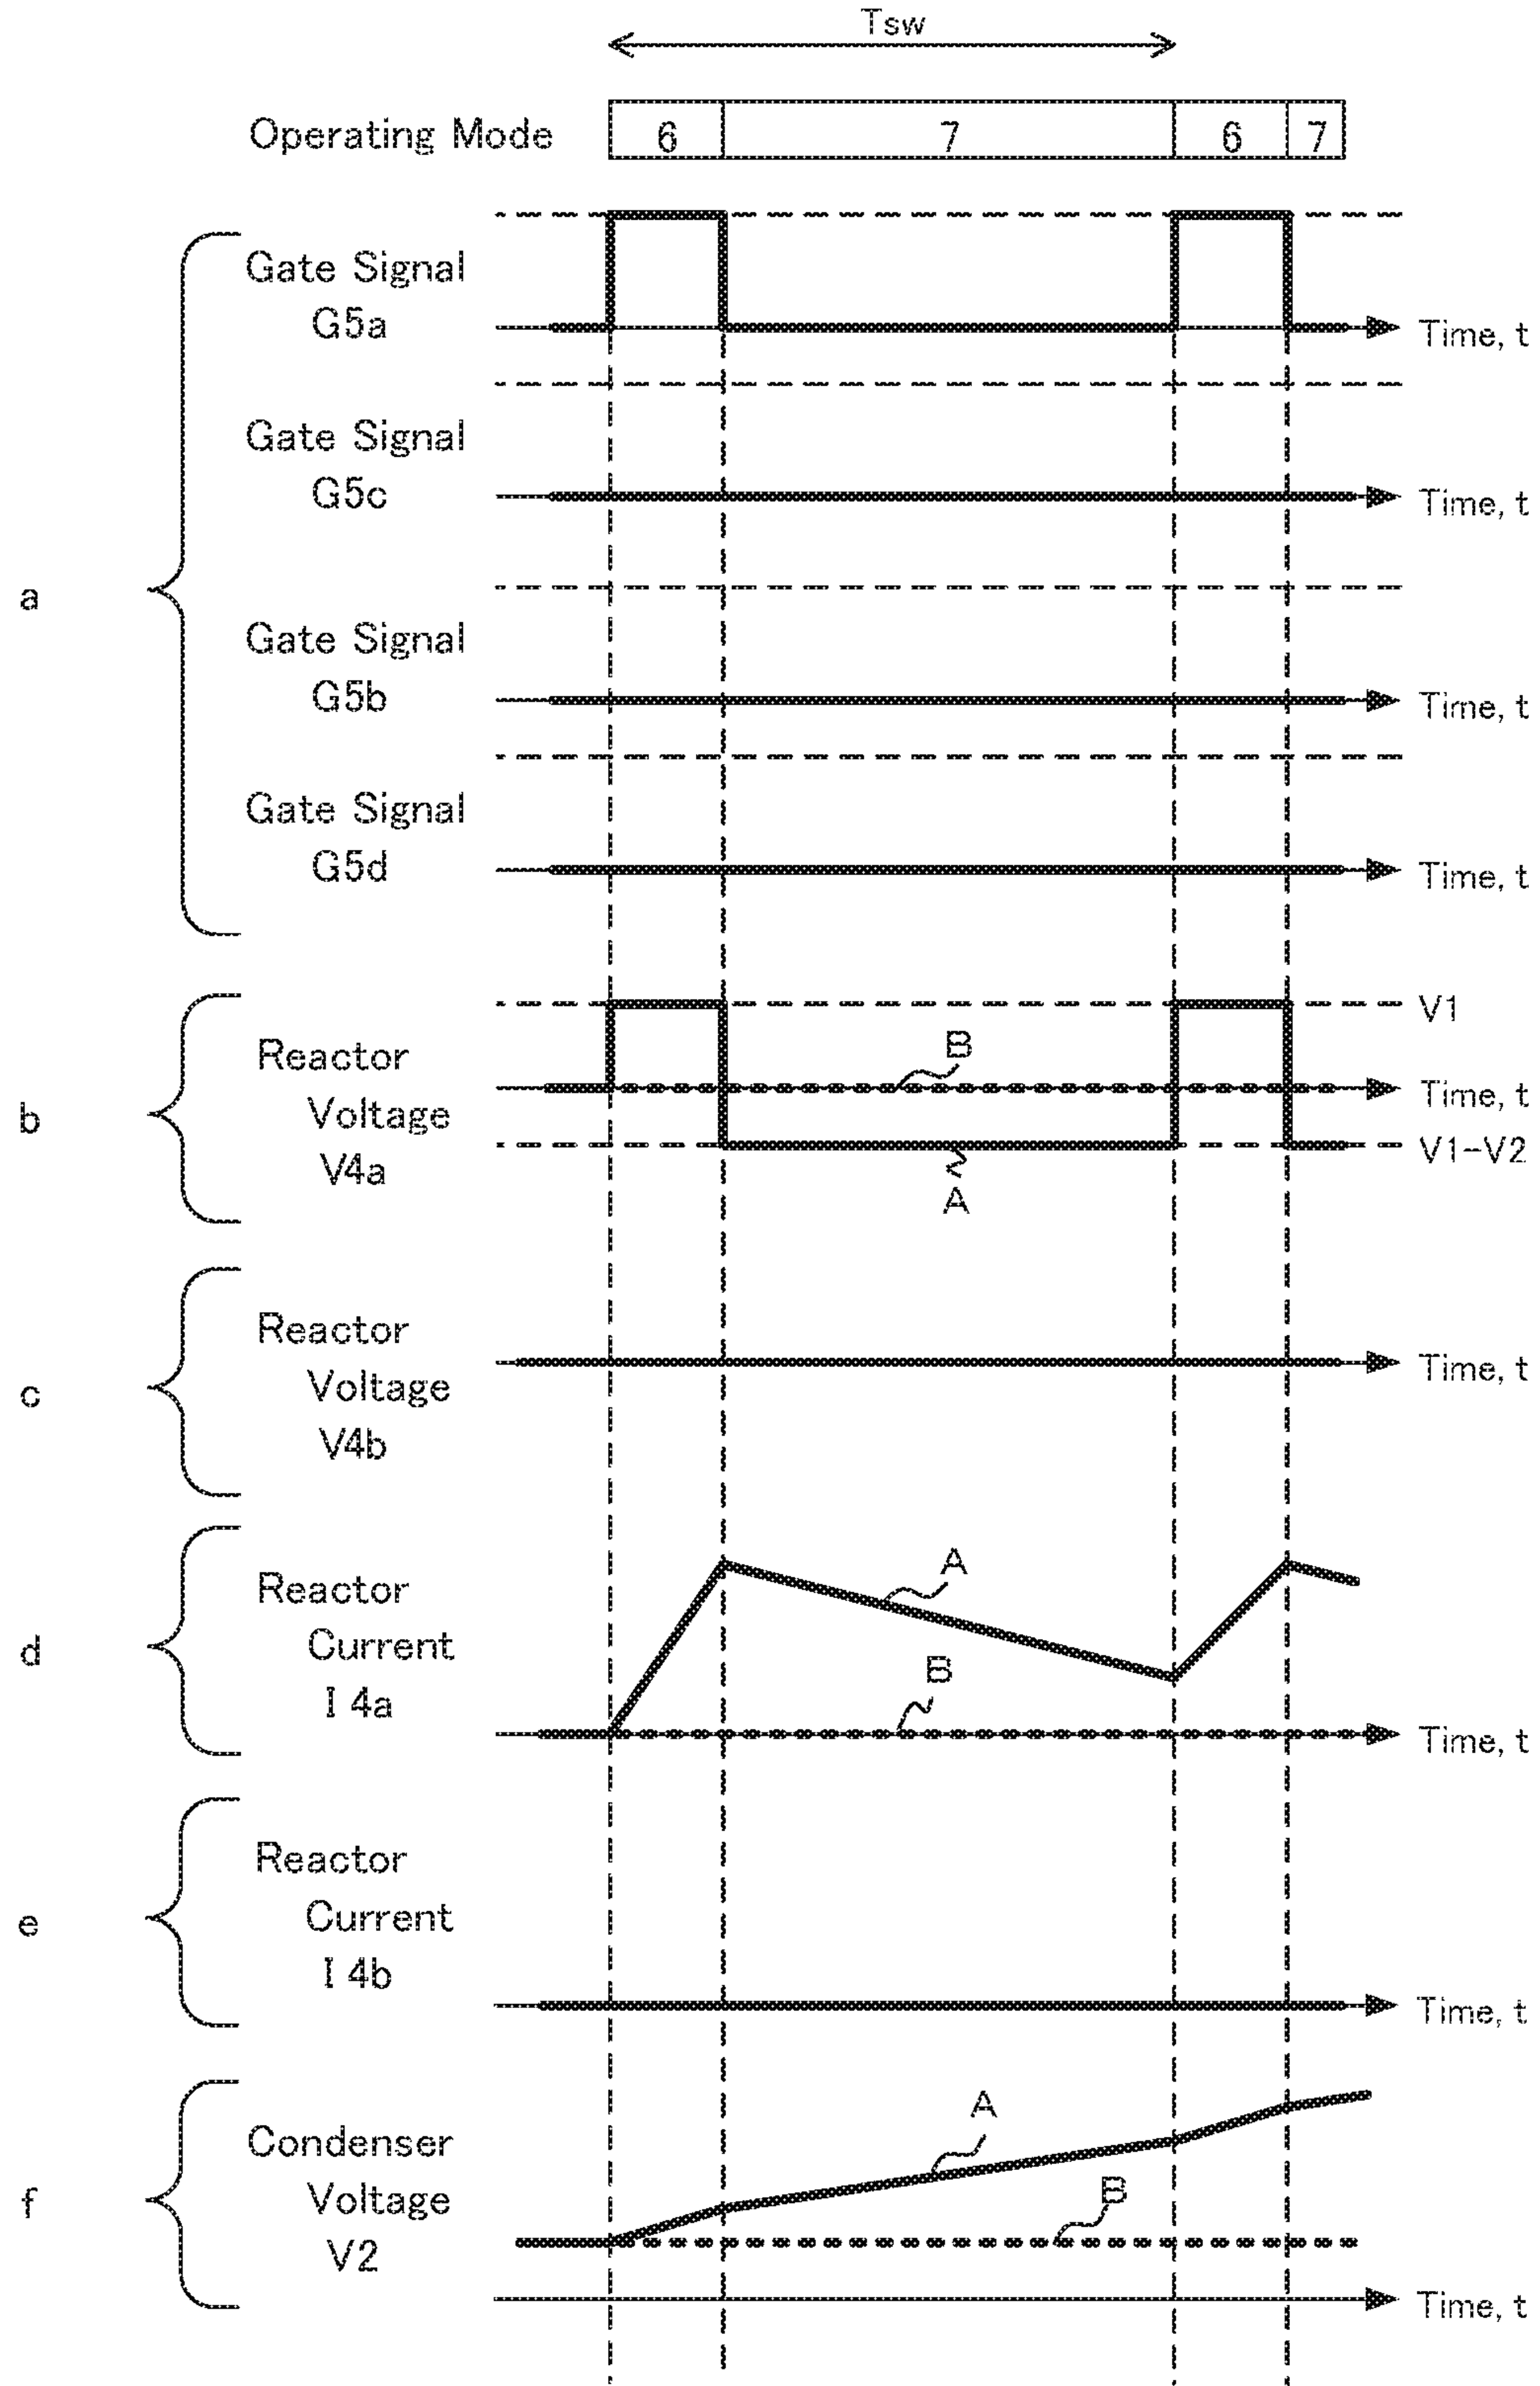 Tsw
Operating Mode 6 7 6 7
Gate Signal
G5a
Time, t
Gate Signal
G5c
Time, t
a
Gate Signal
G5b
Time, t
Gate Signal
G5d
Time, t
V1
b
Reactor
Voltage
V4a
B
Time, t
V1-V2
A
c
Reactor
Voltage
V4b
Time, t
d
Reactor
Current
I 4a
A
B
Time, t
e
Reactor
Current
I 4b
Time, t
f
Condenser
Voltage
V2
A
B
Time, t